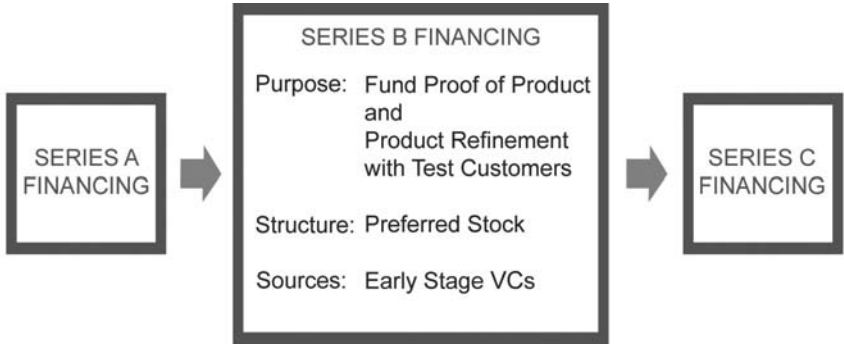 SERIES A
FINANCING
SERIES B FINANCING
Purpose: Fund Proof of Product
and
Product Refinement
with Test Customers
Structure: Preferred Stock
Sources: Early Stage VCs
SERIES C
FINANCING